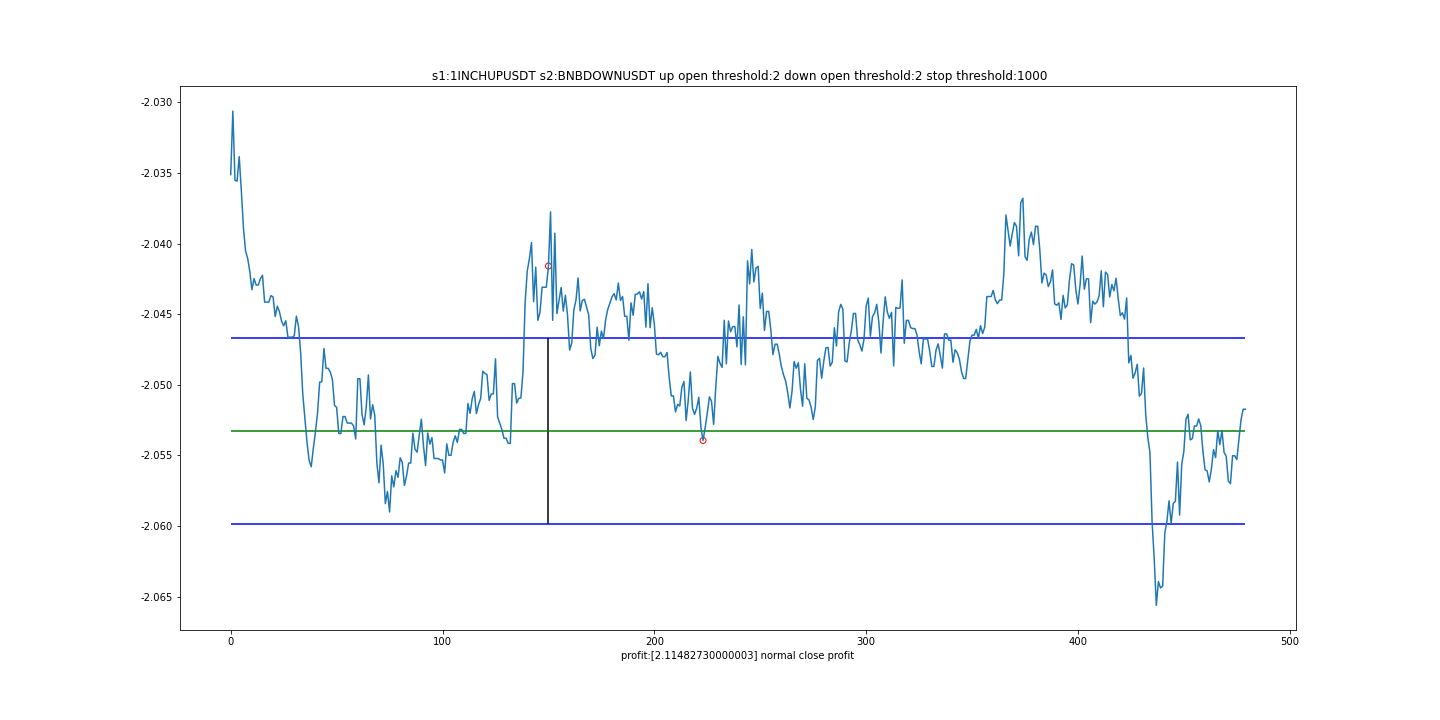 s1:1INCHUPUSDT s2:BNBDOWNUSDT up open threshold:2 down open threshold:2 stop threshold:1000
-2.030
-2.035
-2.040
-2.045
-2.050
-2.055
-2.060
-2.065
0 100 200 300 400 500
profit:[2.11482730000003] normal close profit